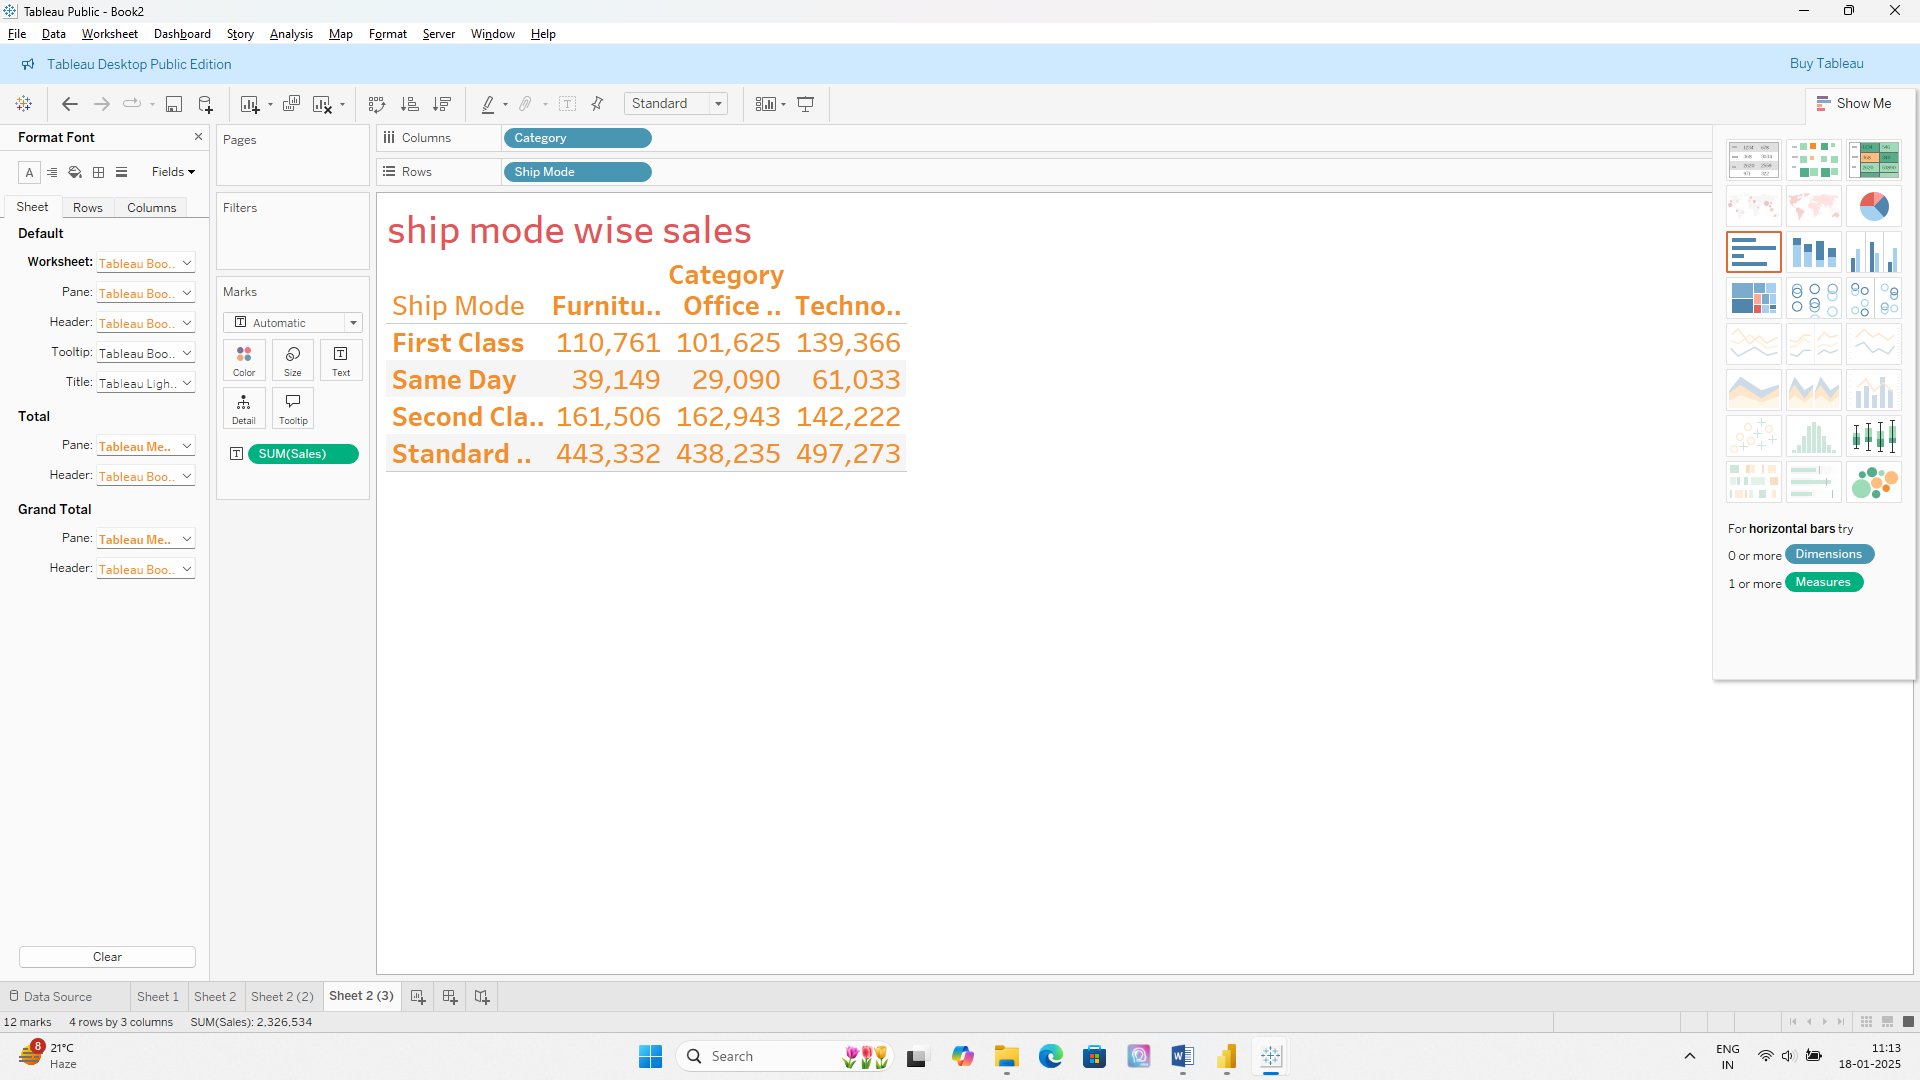 Tableau Public - Book2
File Data Worksheet Dashboard Story Analysis Map Format Server Window Help
Tableau Desktop Public Edition Buy Tableau
Standard
Show Me
Format Font
Fields
Sheet Rows Columns
Default
Worksheet: Tableau Boo..
Pane: Tableau Boo..
Header: Tableau Boo..
Tooltip: Tableau Boo..
Title: Tableau Ligh..
Total
Pane: Tableau Me..
Header: Tableau Boo..
Grand Total
Pane: Tableau Me..
Header: Tableau Boo..
Clear
Pages
Filters
Marks
Automatic
Color Size Text
Detail Tooltip
SUM(Sales)
Columns Category
Rows Ship Mode
ship mode wise sales
Category
Ship Mode Furnitu.. Office .. Techno..
First Class 110,761 101,625 139,366
Same Day 39,149 29,090 61,033
Second Cla.. 161,506 162,943 142,222
Standard .. 443,332 438,235 497,273
For horizontal bars try
0 or more Dimensions
1 or more Measures
Data Source Sheet 1 Sheet 2 Sheet 2 (2) Sheet 2 (3)
12 marks 4 rows by 3 columns SUM(Sales): 2,326,534
8
21°C
Haze
Search
ENG
IN
11:13
18-01-2025